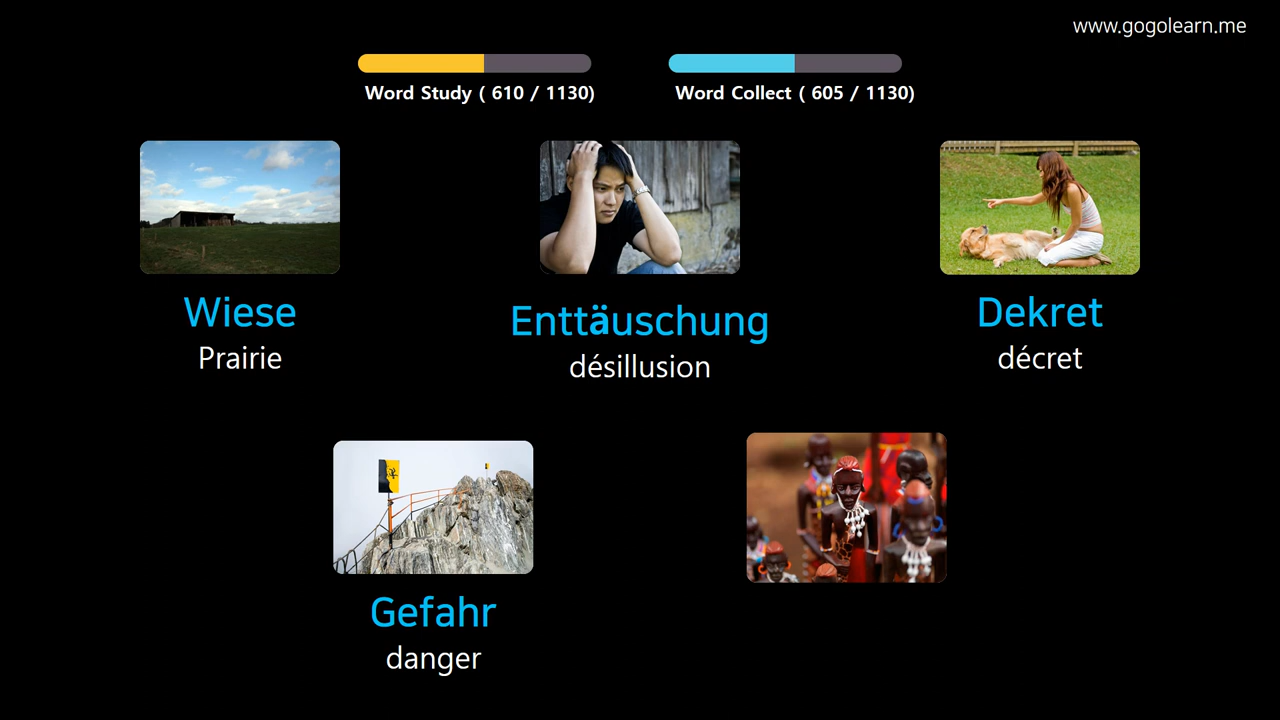 www.gogolearn.me
Word Study ( 610 / 1130)
Word Collect ( 605 / 1130)
Wiese
Prairie
Enttäuschung
désillusion
Dekret
décret
Gefahr
danger